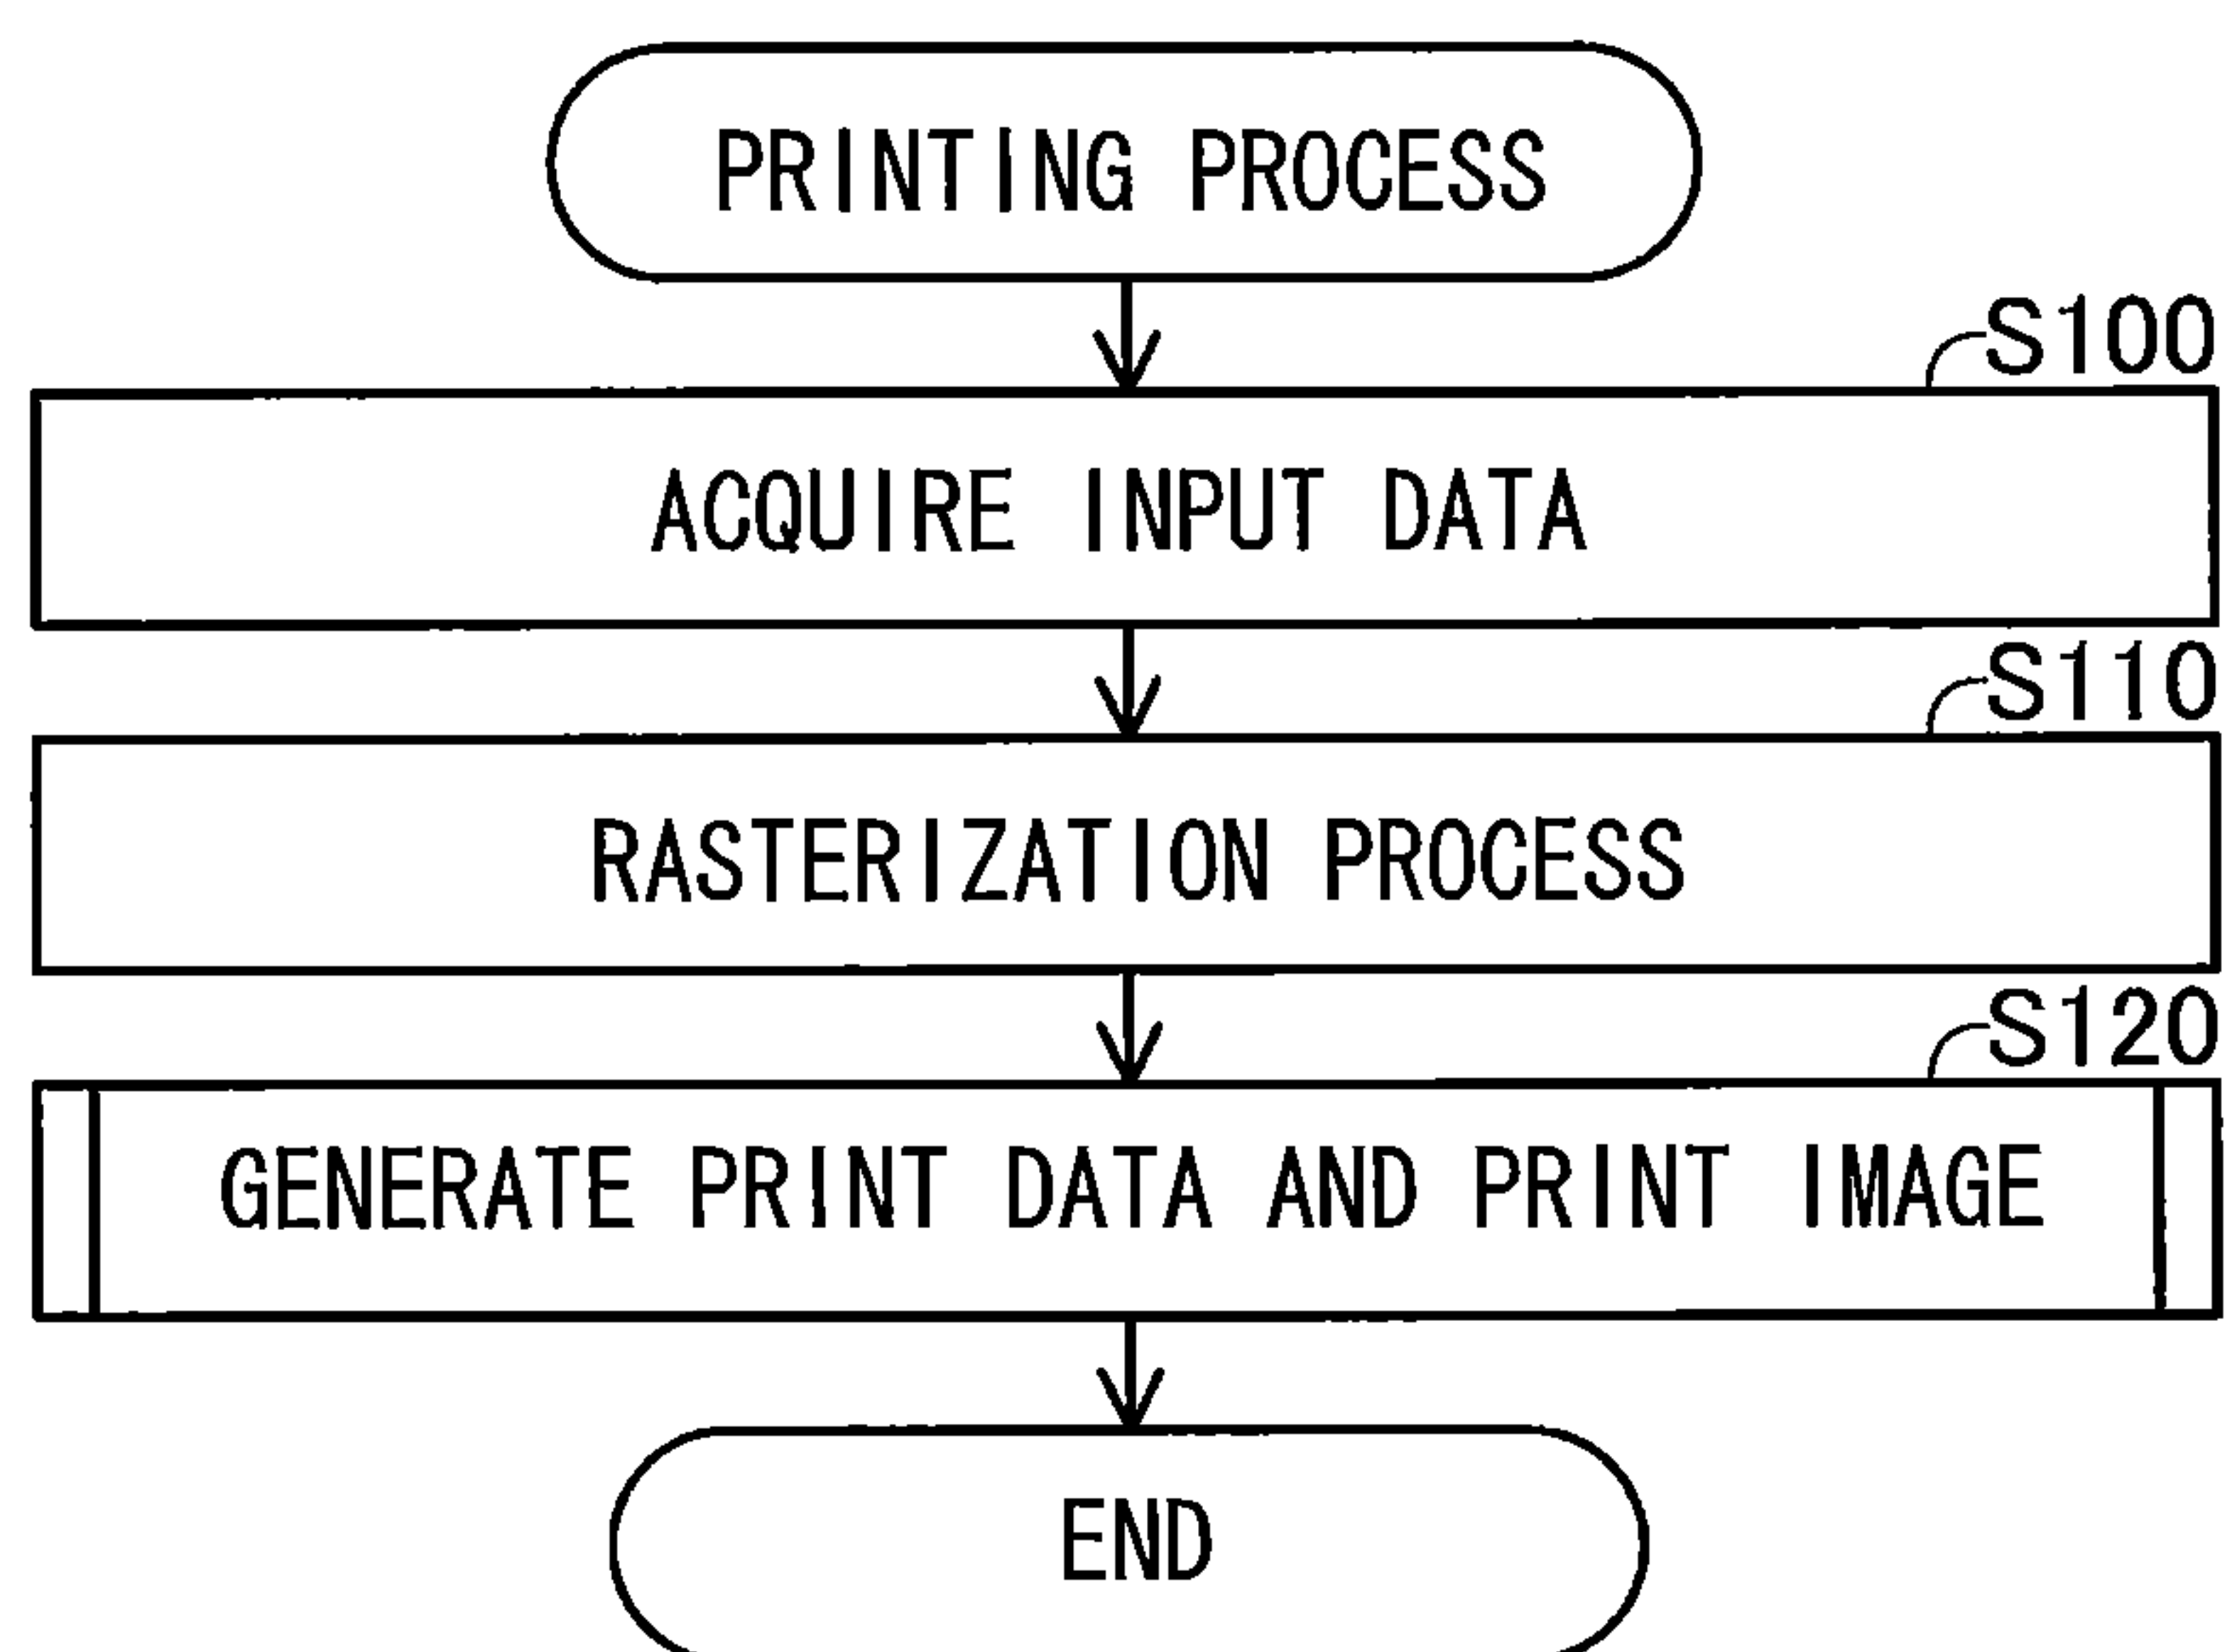 PRINTING PROCESS
S100
ACQUIRE INPUT DATA
S110
RASTERIZATION PROCESS
S120
GENERATE PRINT DATA AND PRINT IMAGE
END